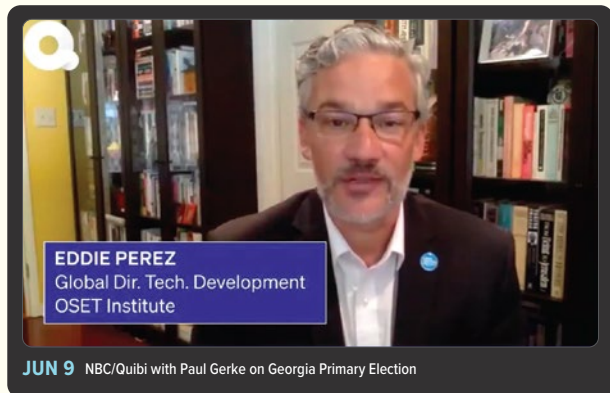 EDDIE PEREZ
Global Dir. Tech. Development
OSET Institute
JUN 9 NBC/Quibi with Paul Gerke on Georgia Primary Election